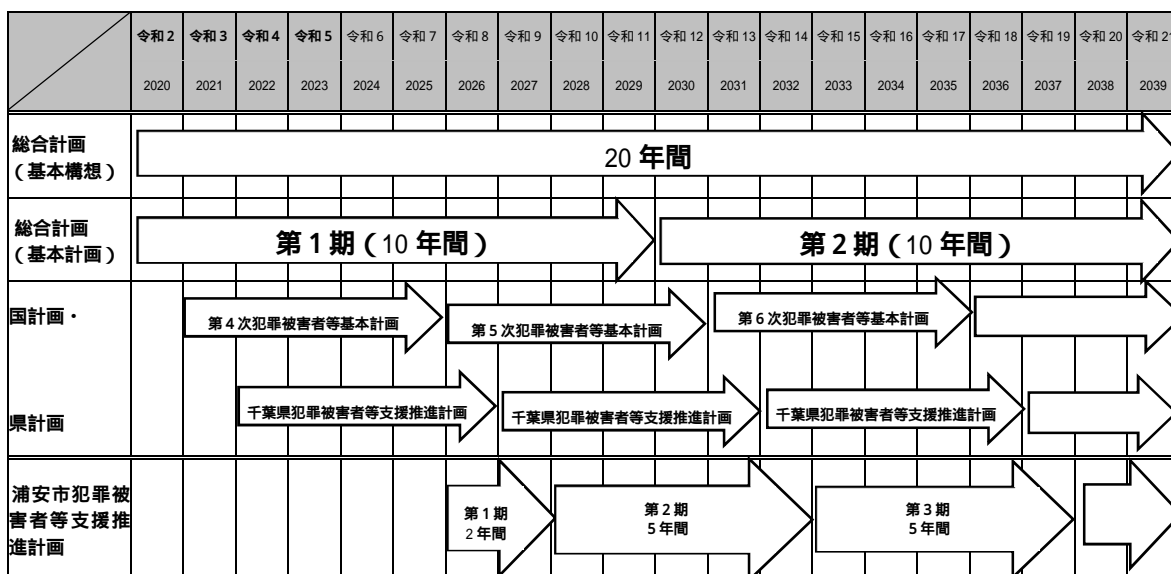 令和2 令和3 令和4 令和5 令和6 令和7 令和8 令和9 令和10 令和11 令和12 令和13 令和14 令和15 令和16 令和17 令和18 令和19 令和20 令和21
2020 2021 2022 2023 2024 2025 2026 2027 2028 2029 2030 2031 2032 2033 2034 2035 2036 2037 2038 2039
総合計画
（基本構想）
20 年間
総合計画
（基本計画）
第1期（10 年間）
第2期（10 年間）
国計画・
第4次犯罪被害者等基本計画
第5次犯罪被害者等基本計画
第6次犯罪被害者等基本計画
県計画
千葉県犯罪被害者等支援推進計画
千葉県犯罪被害者等支援推進計画
千葉県犯罪被害者等支援推進計画
浦安市犯罪被
害者等支援推
進計画
第1期
2年間
第2期
5年間
第3期
5年間